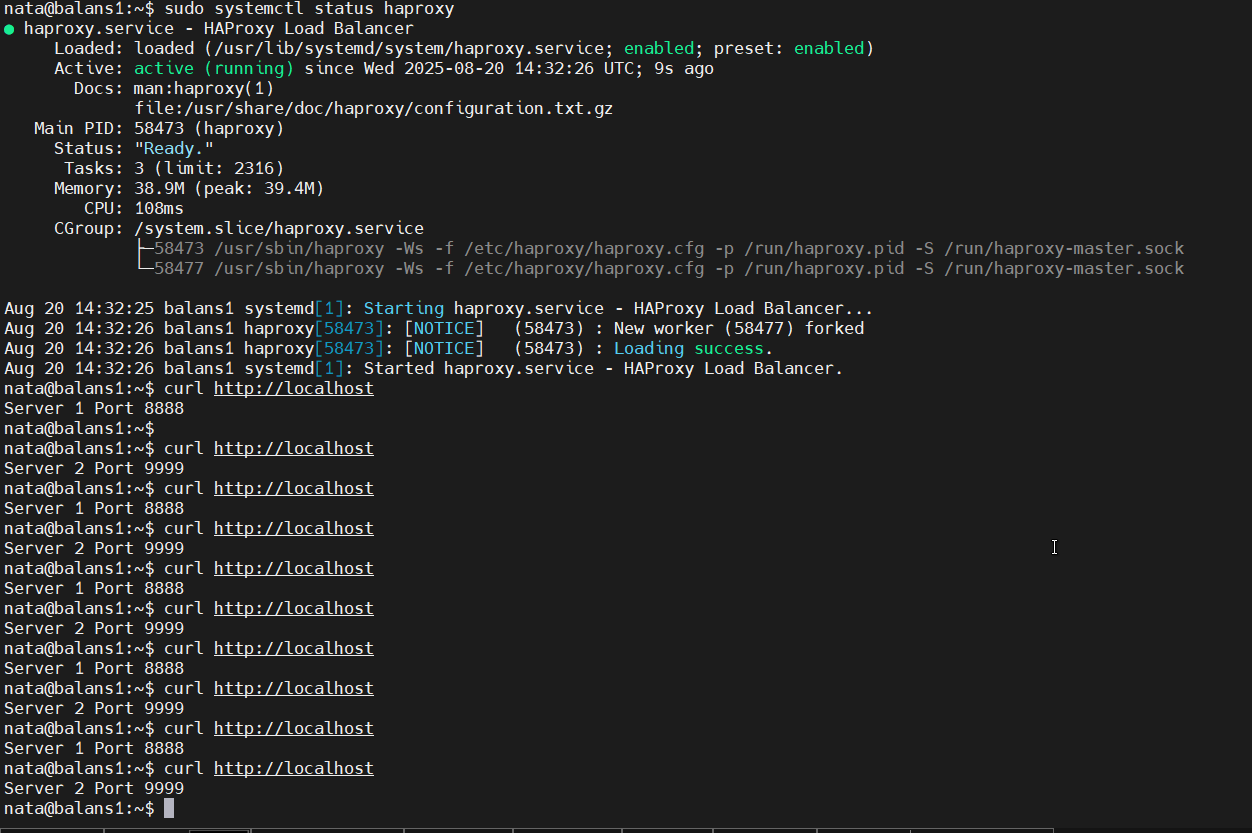 nata@balans1:~$ sudo systemctl status haproxy
● haproxy.service - HAProxy Load Balancer
     Loaded: loaded (/usr/lib/systemd/system/haproxy.service; enabled; preset: enabled)
     Active: active (running) since Wed 2025-08-20 14:32:26 UTC; 9s ago
       Docs: man:haproxy(1)
             file:/usr/share/doc/haproxy/configuration.txt.gz
   Main PID: 58473 (haproxy)
     Status: "Ready."
      Tasks: 3 (limit: 2316)
     Memory: 38.9M (peak: 39.4M)
        CPU: 108ms
     CGroup: /system.slice/haproxy.service
             ├─58473 /usr/sbin/haproxy -Ws -f /etc/haproxy/haproxy.cfg -p /run/haproxy.pid -S /run/haproxy-master.sock
             └─58477 /usr/sbin/haproxy -Ws -f /etc/haproxy/haproxy.cfg -p /run/haproxy.pid -S /run/haproxy-master.sock

Aug 20 14:32:25 balans1 systemd[1]: Starting haproxy.service - HAProxy Load Balancer...
Aug 20 14:32:26 balans1 haproxy[58473]: [NOTICE]   (58473) : New worker (58477) forked
Aug 20 14:32:26 balans1 haproxy[58473]: [NOTICE]   (58473) : Loading success.
Aug 20 14:32:26 balans1 systemd[1]: Started haproxy.service - HAProxy Load Balancer.
nata@balans1:~$ curl http://localhost
Server 1 Port 8888
nata@balans1:~$
nata@balans1:~$ curl http://localhost
Server 2 Port 9999
nata@balans1:~$ curl http://localhost
Server 1 Port 8888
nata@balans1:~$ curl http://localhost
Server 2 Port 9999
nata@balans1:~$ curl http://localhost
Server 1 Port 8888
nata@balans1:~$ curl http://localhost
Server 2 Port 9999
nata@balans1:~$ curl http://localhost
Server 1 Port 8888
nata@balans1:~$ curl http://localhost
Server 2 Port 9999
nata@balans1:~$ curl http://localhost
Server 1 Port 8888
nata@balans1:~$ curl http://localhost
Server 2 Port 9999
nata@balans1:~$